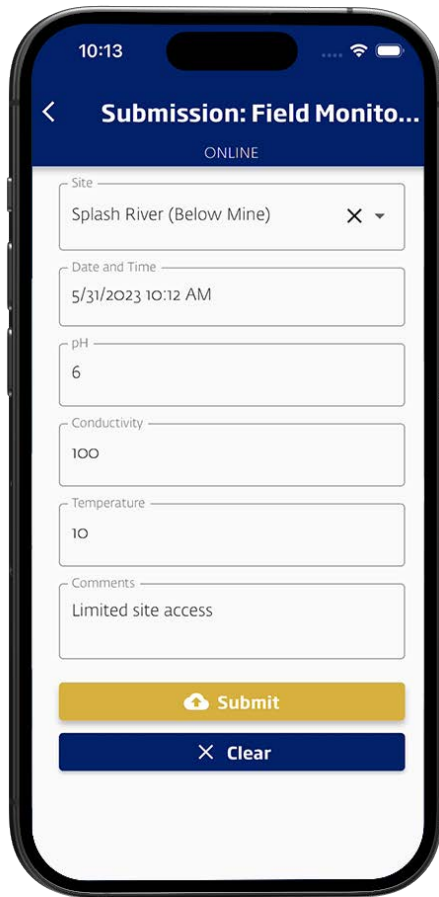 10:13
Submission: Field Monito...
ONLINE
Site
Splash River (Below Mine)
Date and Time
5/31/2023 10:12 AM
pH
6
Conductivity
100
Temperature
10
Comments
Limited site access
Submit
Clear